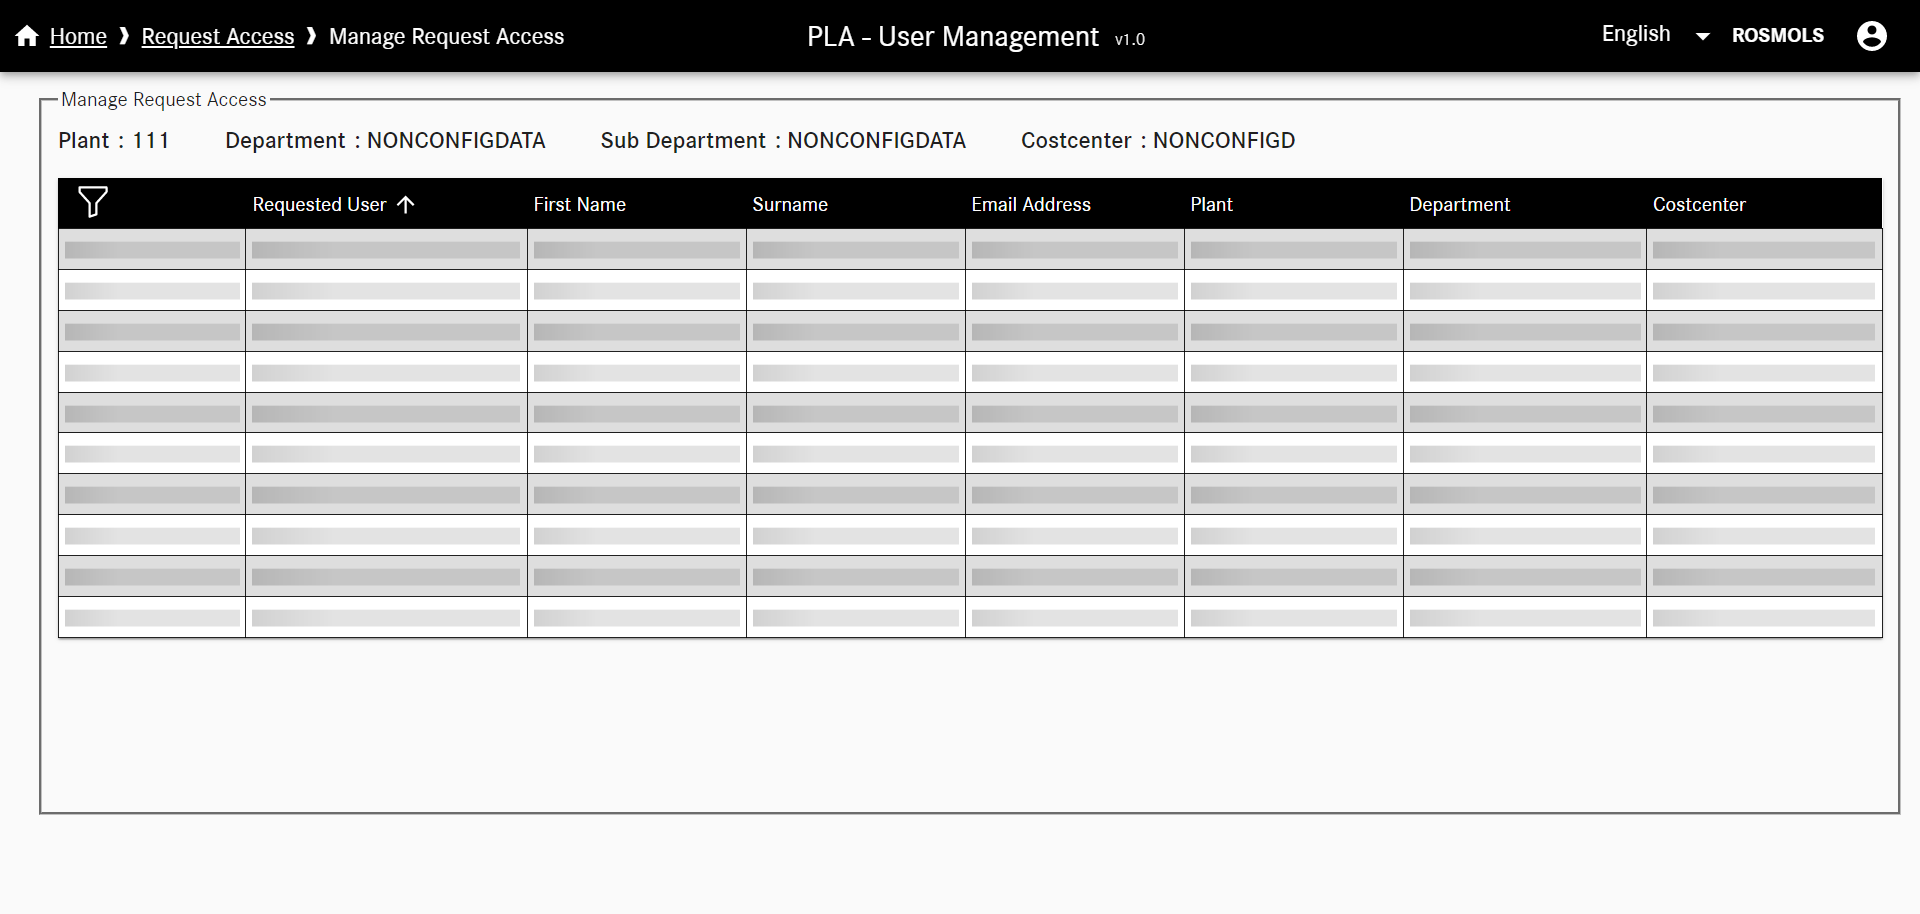 Home ❱ Request Access ❱ Manage Request Access
PLA - User Management v1.0
English
ROSMOLS
Manage Request Access
Plant : 111 Department : NONCONFIGDATA Sub Department : NONCONFIGDATA Costcenter : NONCONFIGD
Requested User First Name Surname Email Address Plant Department Costcenter